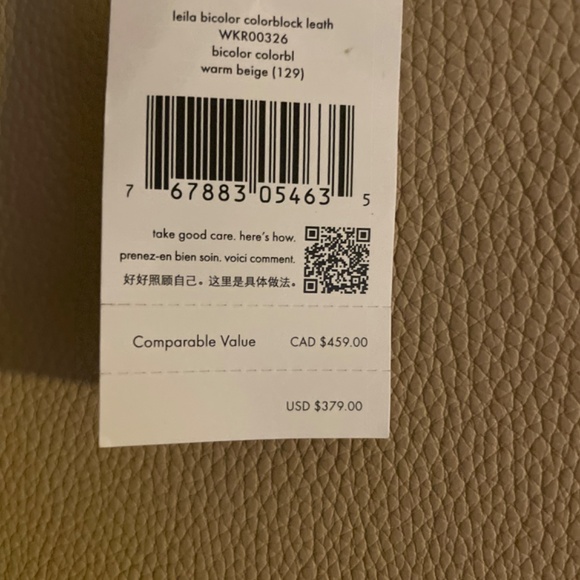 leila bicolor colorblock leath
WKR00326
bicolor colorbl
warm beige (129)
7 67883 05463 5
take good care. here's how.
prenez-en bien soin. voici comment.
好好照顾自己。这里是具体做法。
Comparable Value CAD $459.00
USD $379.00